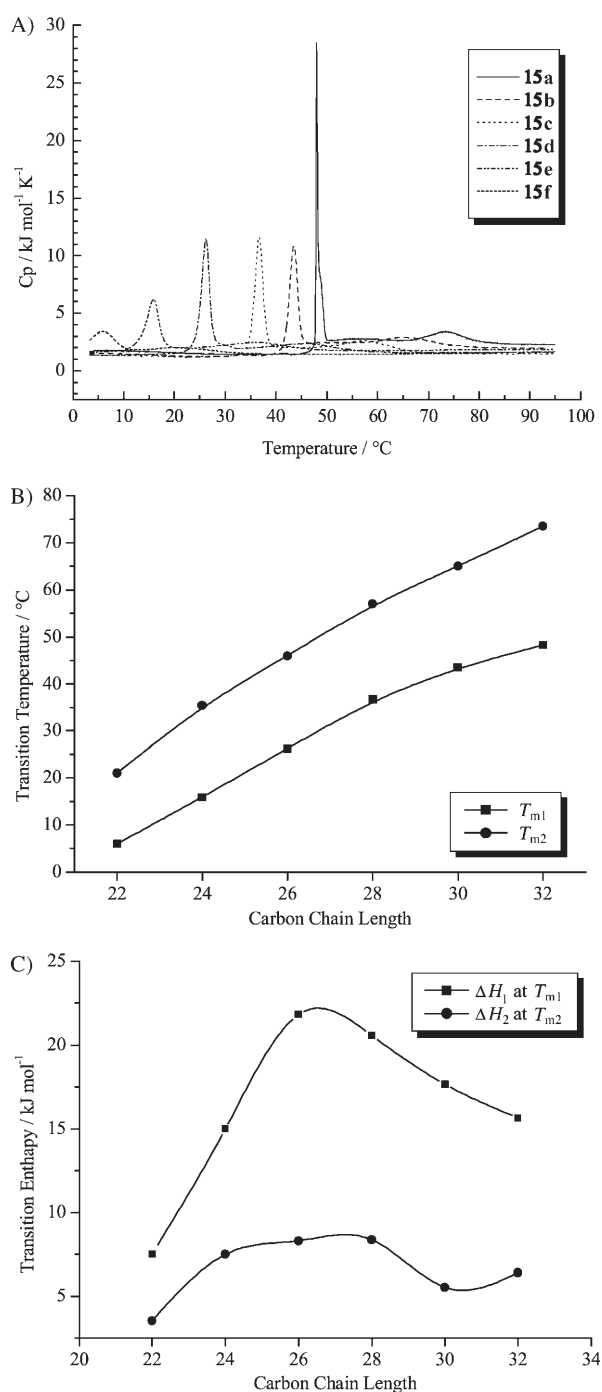 A)
30
25
20
15
10
5
0
Cp / kJ mol⁻¹ K⁻¹
15a
15b
15c
15d
15e
15f
0 10 20 30 40 50 60 70 80 90 100
Temperature / °C
B)
80
70
60
50
40
30
20
10
0
Transition Temperature / °C
Tm1
Tm2
22 24 26 28 30 32
Carbon Chain Length
C)
25
20
15
10
5
Transition Enthapy / kJ mol⁻¹
ΔH1 at Tm1
ΔH2 at Tm2
20 22 24 26 28 30 32 34
Carbon Chain Length